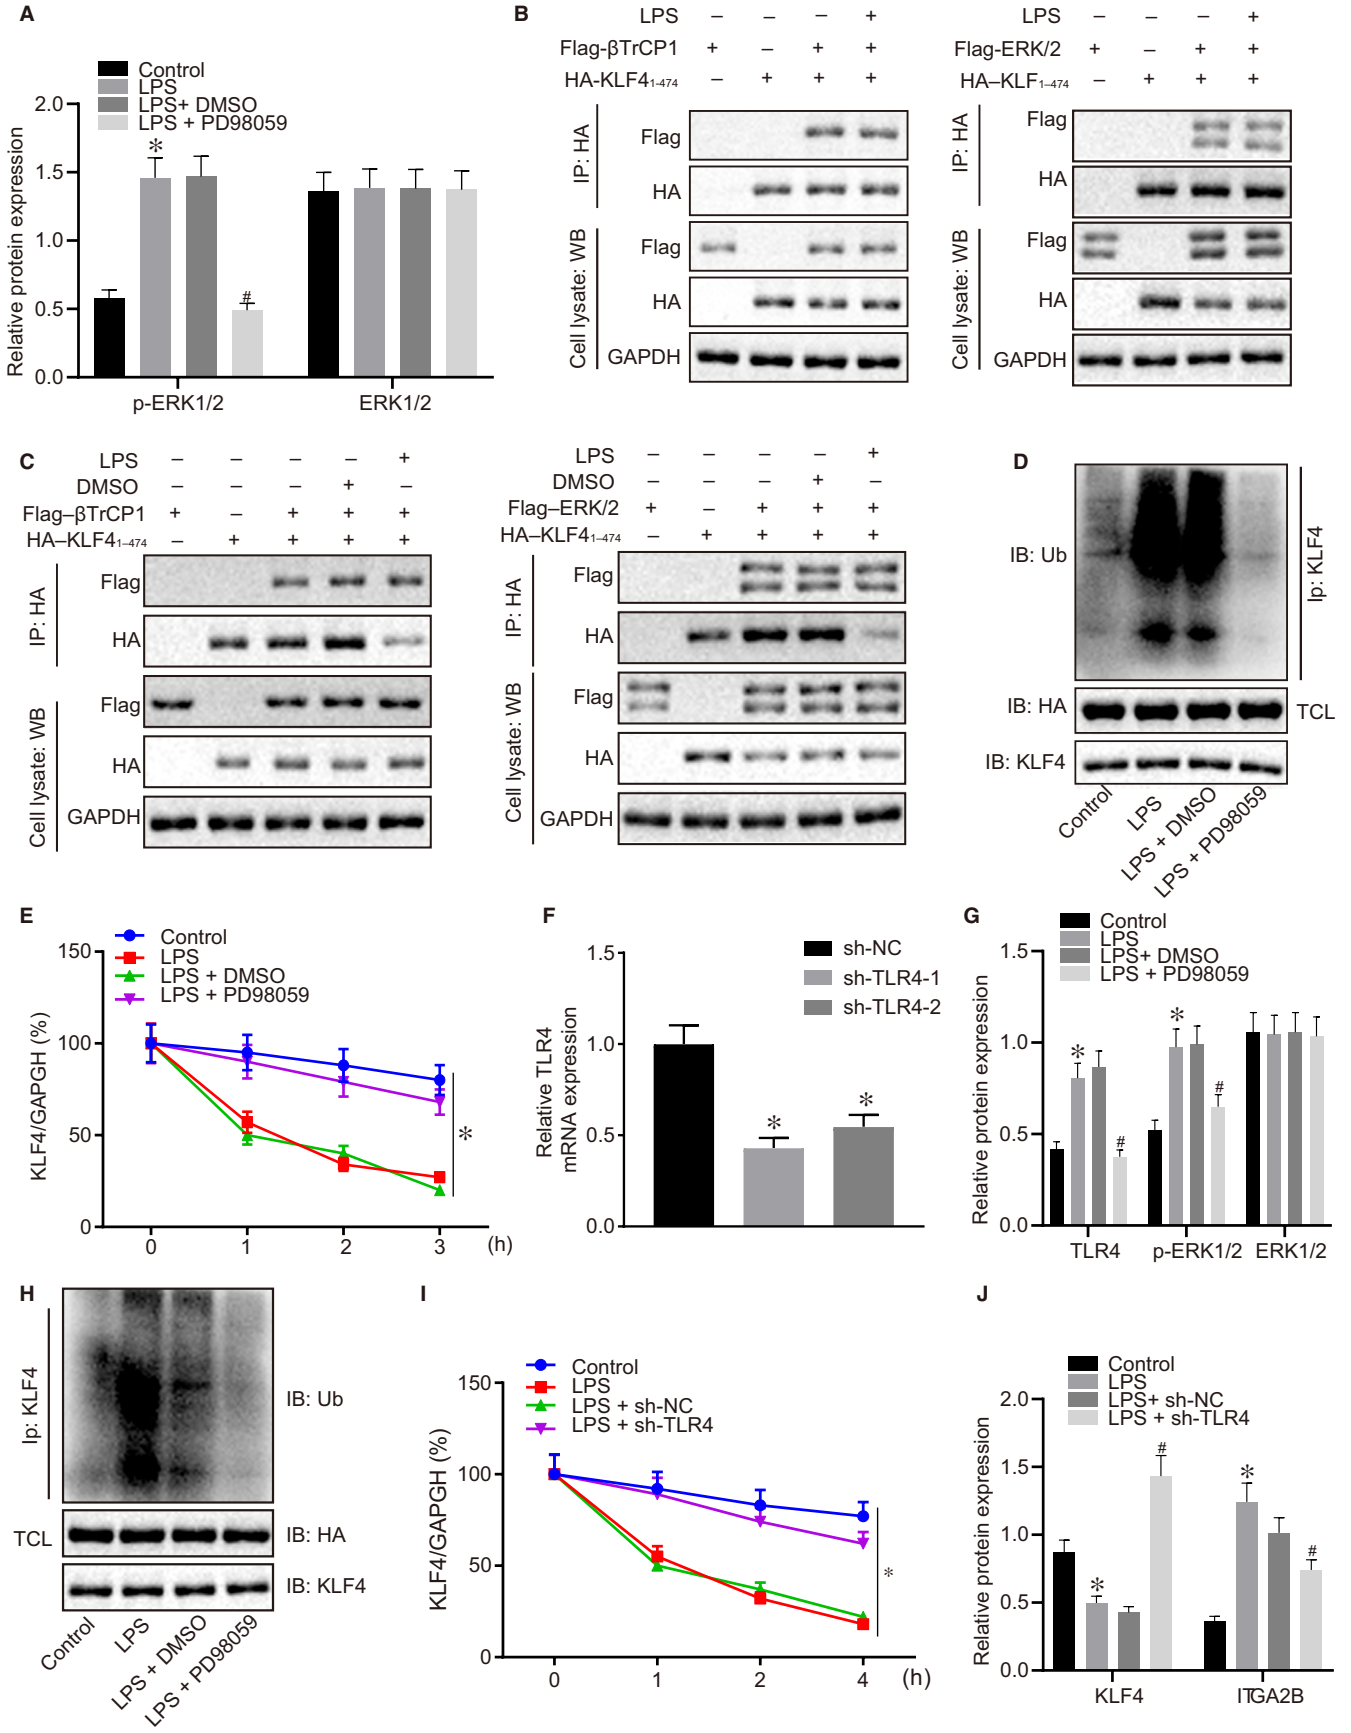 A
Control
LPS
LPS+ DMSO
LPS + PD98059
Relative protein expression
2.0
1.5
1.0
0.5
0.0
*
#
p-ERK1/2
ERK1/2
B
LPS – – – +
Flag-βTrCP1 + – + +
HA-KLF41-474 – + + +
IP: HA
Flag
HA
Cell lysate: WB
Flag
HA
GAPDH
LPS – – – +
Flag-ERK/2 + – + +
HA–KLF1–474 – + + +
IP: HA
Flag
HA
Cell lysate: WB
Flag
HA
GAPDH
C
LPS – – – – +
DMSO – – – + –
Flag–βTrCP1 + – + + +
HA–KLF41–474 – + + + +
IP: HA
Flag
HA
Cell lysate: WB
Flag
HA
GAPDH
LPS – – – – +
DMSO – – – + –
Flag–ERK/2 + – + + +
HA–KLF41–474 – + + + +
IP: HA
Flag
HA
Cell lysate: WB
Flag
HA
GAPDH
D
IB: Ub
Ip: KLF4
IB: HA
TCL
IB: KLF4
Control
LPS
LPS + DMSO
LPS + PD98059
E
Control
LPS
LPS + DMSO
LPS + PD98059
KLF4/GAPGH (%)
150
100
50
0
*
0 1 2 3 (h)
F
sh-NC
sh-TLR4-1
sh-TLR4-2
Relative TLR4
mRNA expression
1.5
1.0
0.5
0.0
* *
G
Control
LPS
LPS+ DMSO
LPS + PD98059
Relative protein expression
1.5
1.0
0.5
0.0
* #
* #
TLR4 p-ERK1/2 ERK1/2
H
Ip: KLF4
IB: Ub
TCL
IB: HA
IB: KLF4
Control
LPS
LPS + DMSO
LPS + PD98059
I
Control
LPS
LPS + sh-NC
LPS + sh-TLR4
KLF4/GAPGH (%)
150
100
50
0
*
0 1 2 4 (h)
J
Control
LPS
LPS+ sh-NC
LPS + sh-TLR4
Relative protein expression
2.0
1.5
1.0
0.5
0.0
* #
* #
KLF4 ITGA2B